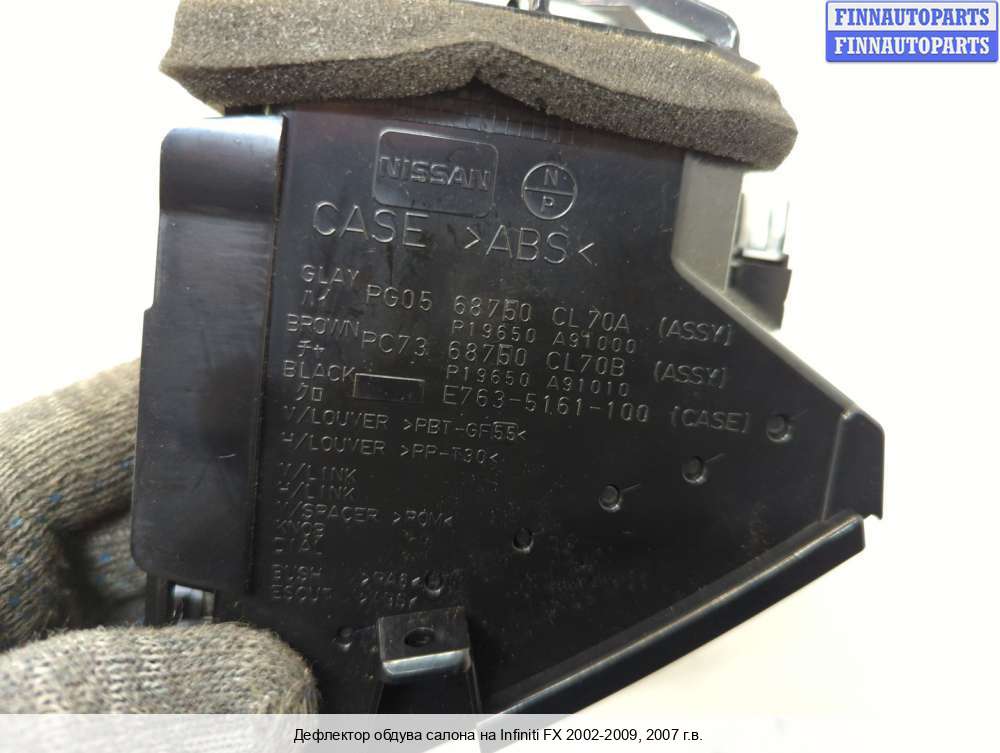 FINNAUTOPARTS
FINNAUTOPARTS
NISSAN
N
P
CASE >ABS<
GLAY PG05 68750 CL70A (ASSY)
ハイ P19650 A91000
BROWN PC73 68750 CL70B (ASSY)
チャ P19650 A91010
BLACK E763-5161-100 (CASE)
クロ
V/LOUVER >PBT-GF55<
H/LOUVER >PP-T30<
V/LINK
H/LINK
V/SPACER >POM<
KNOB
DIAL
BUSH
ESCUT >ABS<
Дефлектор обдува салона на Infiniti FX 2002-2009, 2007 г.в.